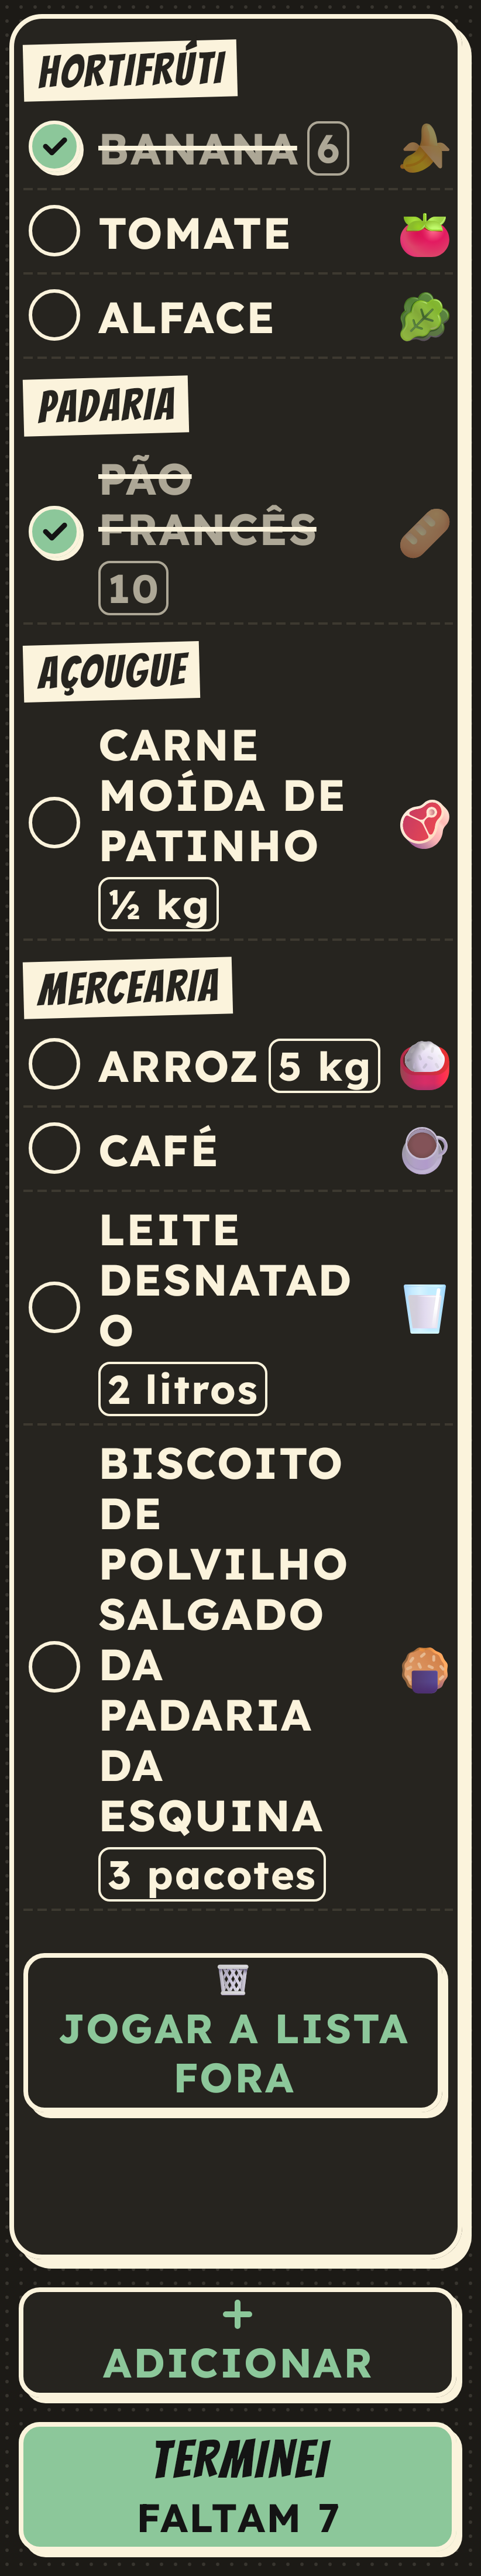 HORTIFRÚTI
BANANA 6
TOMATE
ALFACE
PADARIA
PÃO
FRANCÊS
10
AÇOUGUE
CARNE
MOÍDA DE
PATINHO
½ kg
MERCEARIA
ARROZ 5 kg
CAFÉ
LEITE
DESNATAD
O
2 litros
BISCOITO
DE
POLVILHO
SALGADO
DA
PADARIA
DA
ESQUINA
3 pacotes
JOGAR A LISTA
FORA
ADICIONAR
TERMINEI
FALTAM 7